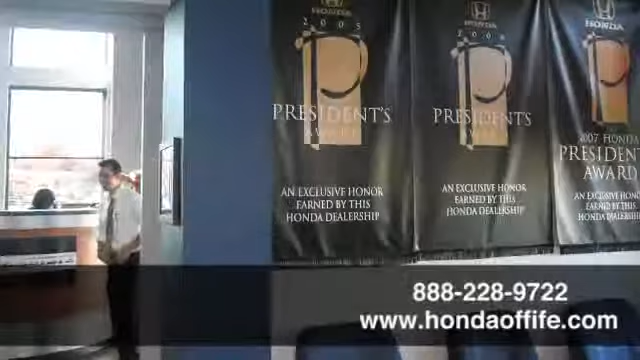 HONDA
2005
PRESIDENT'S
AWARD
AN EXCLUSIVE HONOR
EARNED BY THIS
HONDA DEALERSHIP
HONDA
2006
PRESIDENT'S
AWARD
AN EXCLUSIVE HONOR
EARNED BY THIS
HONDA DEALERSHIP
HONDA
2007 HONDA
PRESIDENT'
AWARD
AN EXCLUSIVE HONOR
EARNED BY THIS
HONDA DEALERSHIP
888-228-9722
www.hondaoffife.com